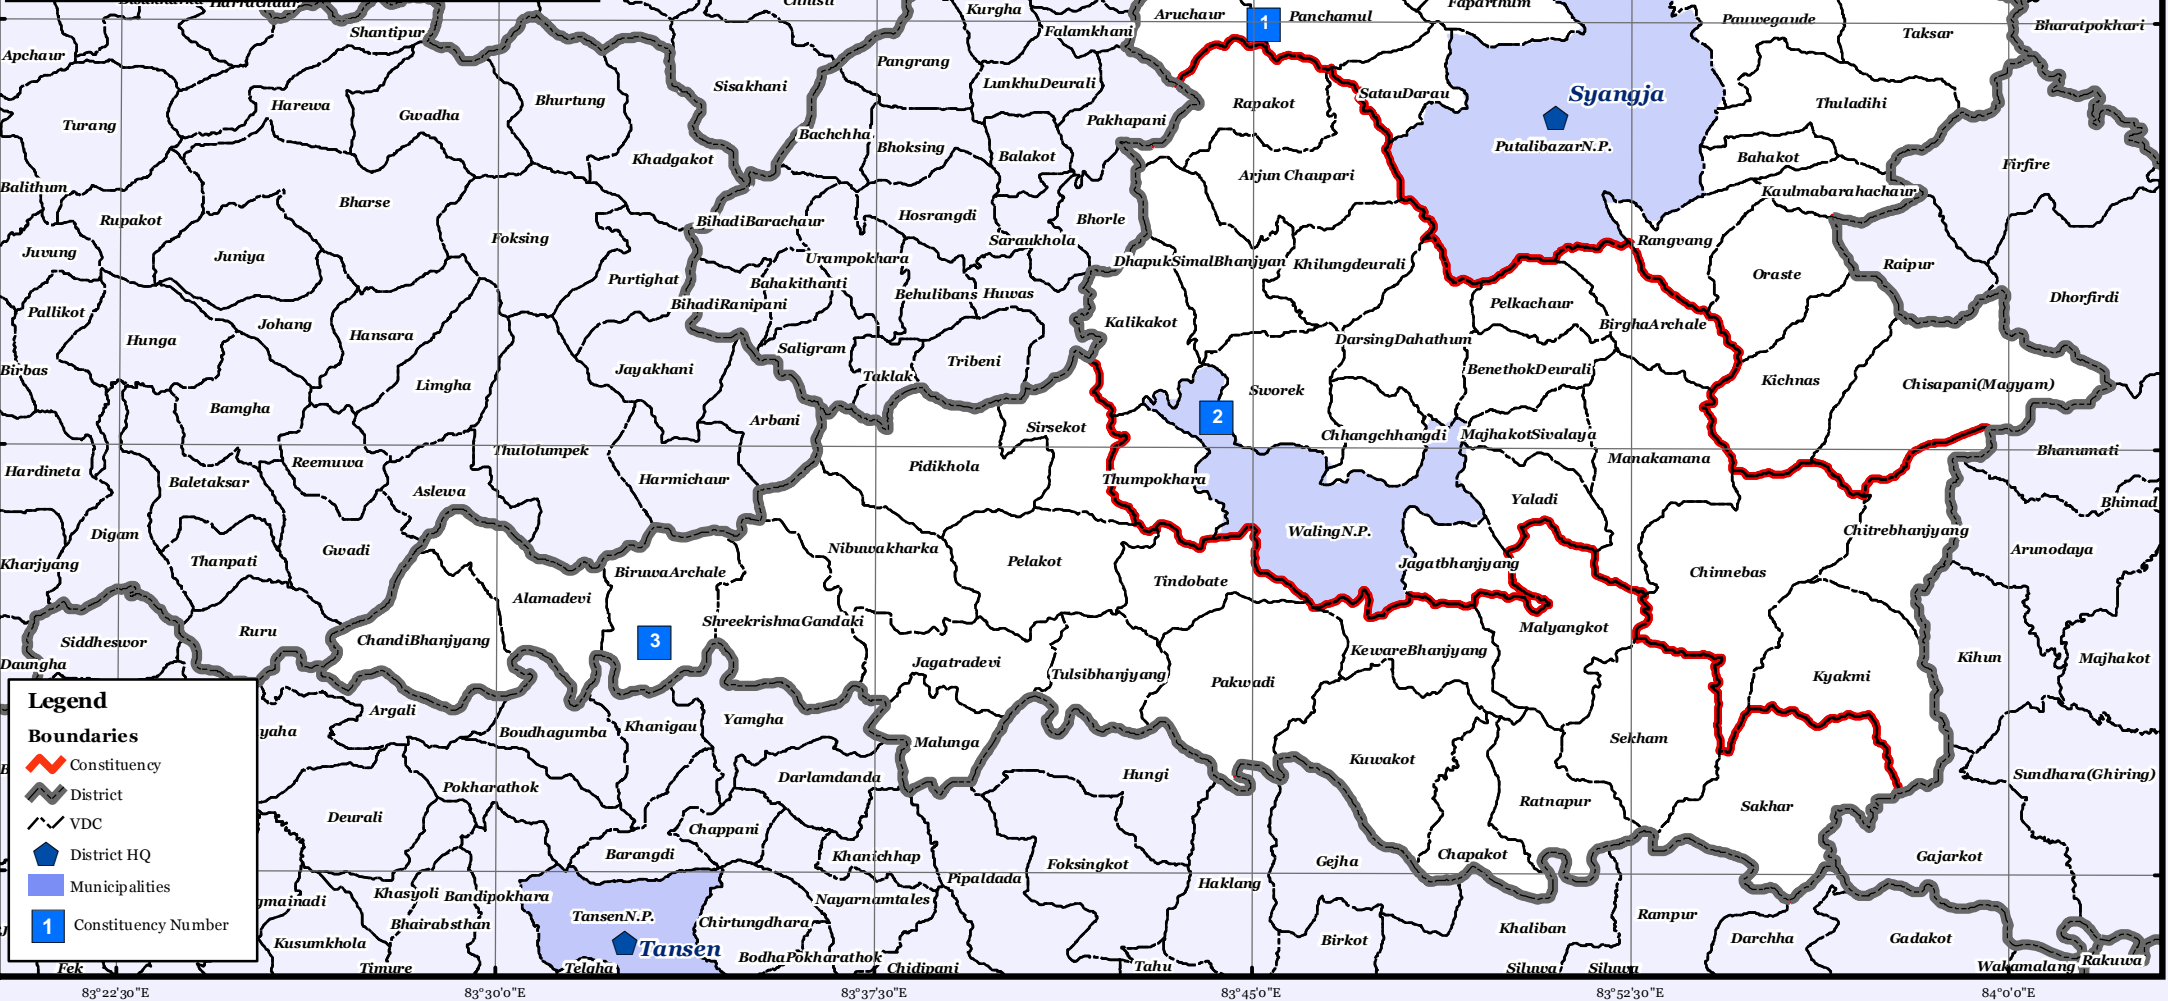 Aruchaur
1
Panchamul
Kurgha
Falamkhani
Shantipur
Apchaur
Pangrang
Pauwegaude
Taksar
Bharatpokhari
Sisakhani
LunkhuDeurali
SatauDarau
Syangja
Harewa
Gwadha
Bhurtung
Rapakot
Thuladihi
Turang
Pakhapani
Bachchha
Bhoksing
PutalibazarN.P.
Khadgakot
Balakot
Bahakot
Firfire
Arjun Chaupari
Balithum
Kaulmabarahachaur
Bharse
Rupakot
BihadiBarachaur
Hosrangdi
Bhorle
Foksing
Saraukhola
Rangvang
Juvung
Juniya
Urampokhara
DhapukSimalBhanjyan
Khilungdeurali
Raipur
Purtighat
Oraste
Bahakithanti
Behulibans
Huwas
BihadiRanipani
Pelkachaur
Dhorfirdi
Pallikot
Johang
Kalikakot
BirghaArchale
Hansara
Hunga
DarsingDahathum
Saligram
Tribeni
Birbas
Jayakhani
Taklak
BenethokDeurali
Limgha
Kichnas
Chisapani(Magyam)
Sworek
Bamgha
2
Arbani
Sirsekot
Chhangchhangdi
MajhakotSivalaya
Thulolumpek
Bhanumati
Manakamana
Reemuwa
Pidikhola
Hardineta
Baletaksar
Harmichaur
Thumpokhara
Aslewa
Yaladi
Bhimad
Digam
WalingN.P.
Chitrebhanjyang
Gwadi
Nibuwakharka
Arunodaya
Thanpati
Pelakot
Kharjyang
Jagatbhanjyang
BiruwaArchale
Chinnebas
Tindobate
Alamadevi
ShreekrishnaGandaki
Malyangkot
Ruru
Siddheswor
ChandiBhanjyang
3
KewareBhanjyang
Kihun
Majhakot
Daungha
Jagatradevi
Tulsibhanjyang
Kyakmi
Pakwadi
Legend
Argali
Yamgha
Khanigau
yaha
Boudhagumba
Boundaries
Malunga
Sekham
Constituency
Kuwakot
Hungi
Sundhara(Ghiring)
Darlamdanda
Pokharathok
District
Ratnapur
Sakhar
Deurali
VDC
Chappani
District HQ
Barangdi
Khanichhap
Chapakot
Gajarkot
Foksingkot
Gejha
Municipalities
Pipaldada
Haklang
Khasyoli
Bandipokhara
gmainadi
Nayarnamtales
TansenN.P.
Rampur
1
Constituency Number
Bhairabsthan
Chirtungdhara
Khaliban
Kusumkhola
Tansen
Birkot
Darchha
Gadakot
BodhaPokharathok
Rakuwa
Fek
Timure
Telgha
Chidipani
Tahu
Siluwa
Siluwa
Wakamalang
83°22'30"E
83°30'0"E
83°37'30"E
83°45'0"E
83°52'30"E
84°0'0"E